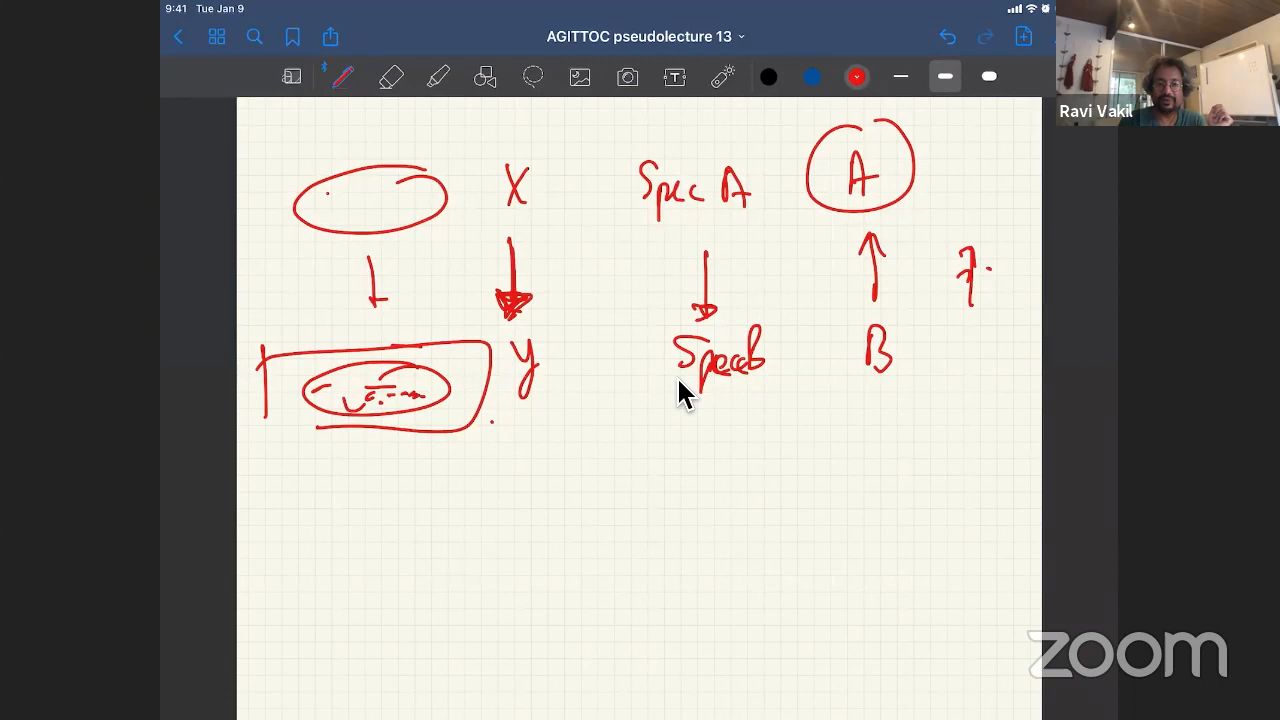 9:41 Tue Jan 9
AGITTOC pseudolecture 13
T
Ravi Vakil
X Spec A A
Y Spec B B
zoom